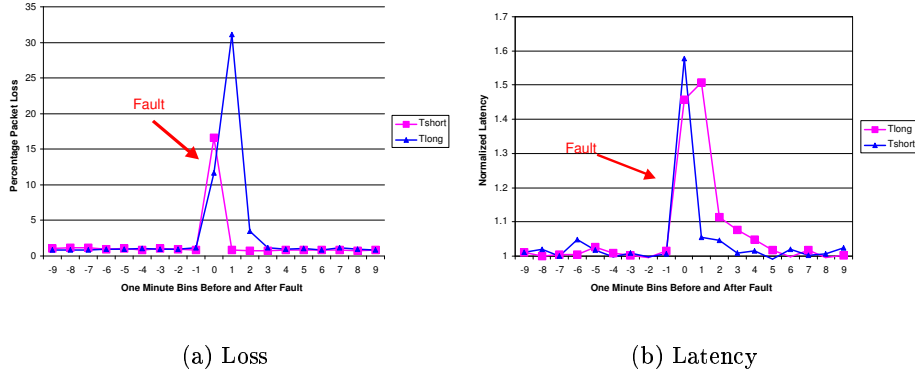 35
30
25
20
15
10
5
0
Percentage Packet Loss
Fault
Tshort
Tlong
-9 -8 -7 -6 -5 -4 -3 -2 -1 0 1 2 3 4 5 6 7 8 9
One Minute Bins Before and After Fault
(a) Loss
1.7
1.6
1.5
1.4
1.3
1.2
1.1
1
Normalized Latency
Fault
Tlong
Tshort
-9 -8 -7 -6 -5 -4 -3 -2 -1 0 1 2 3 4 5 6 7 8 9
One Minute Bins Before and After Fault
(b) Latency